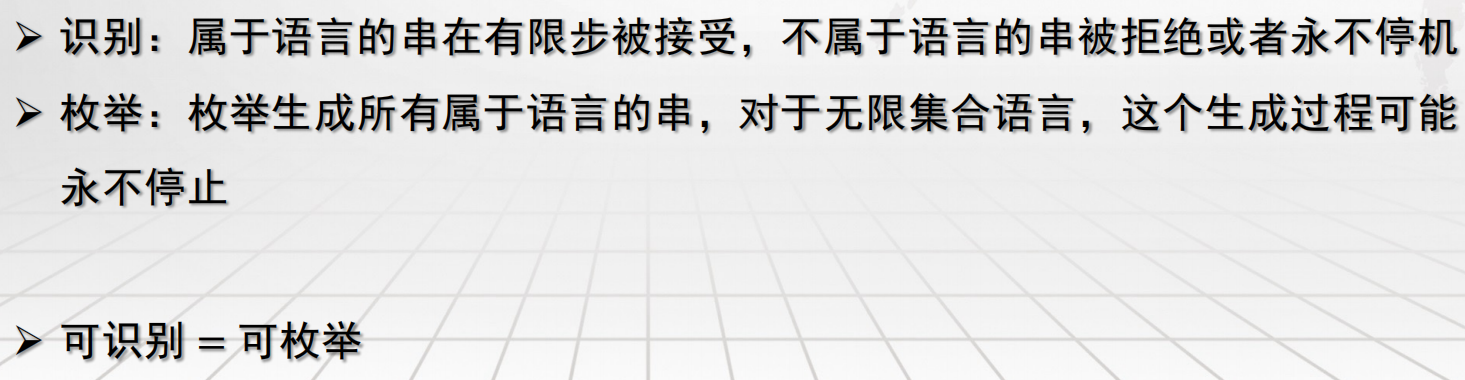 ➢ 识别：属于语言的串在有限步被接受，不属于语言的串被拒绝或者永不停机
➢ 枚举：枚举生成所有属于语言的串，对于无限集合语言，这个生成过程可能
永不停止
➢ 可识别 = 可枚举